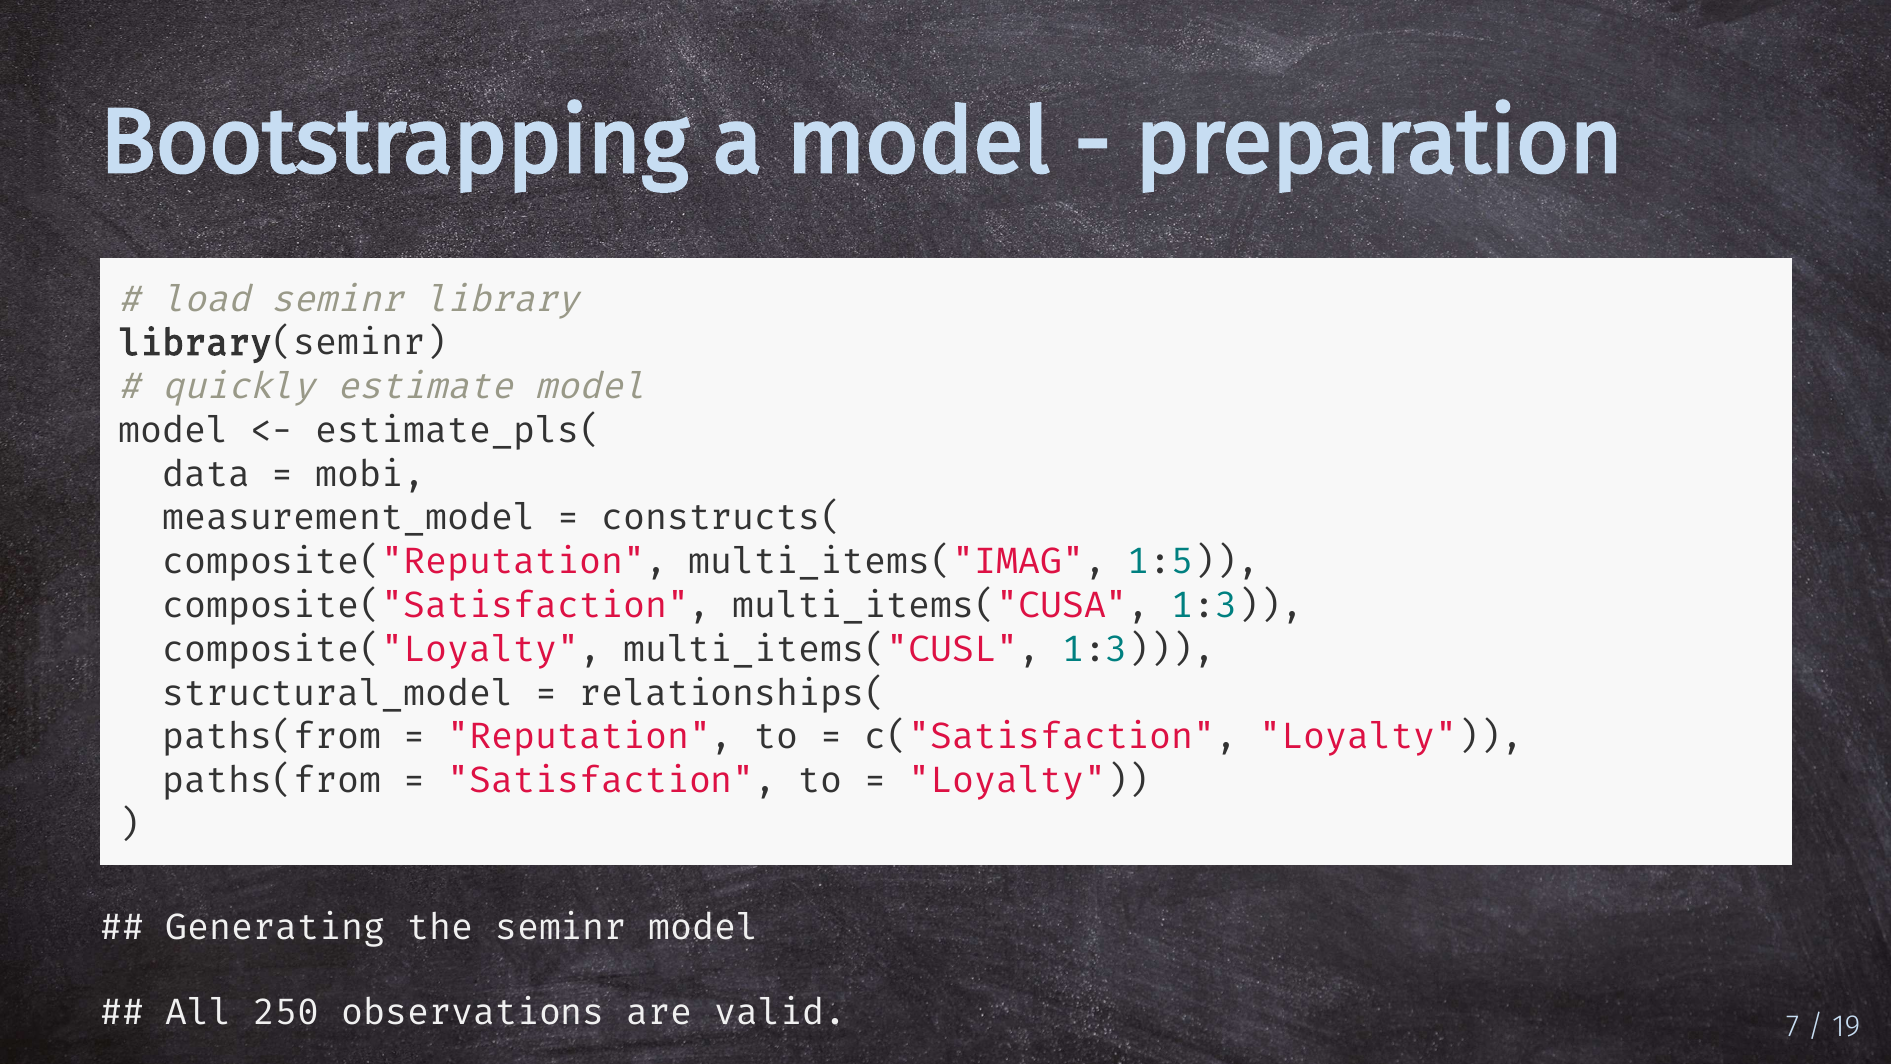 Bootstrapping a model - preparation
# load seminr library
library(seminr)
# quickly estimate model
model <- estimate_pls(
  data = mobi,
  measurement_model = constructs(
  composite("Reputation", multi_items("IMAG", 1:5)),
  composite("Satisfaction", multi_items("CUSA", 1:3)),
  composite("Loyalty", multi_items("CUSL", 1:3))),
  structural_model = relationships(
  paths(from = "Reputation", to = c("Satisfaction", "Loyalty")),
  paths(from = "Satisfaction", to = "Loyalty"))
)
## Generating the seminr model
## All 250 observations are valid.
7 / 19